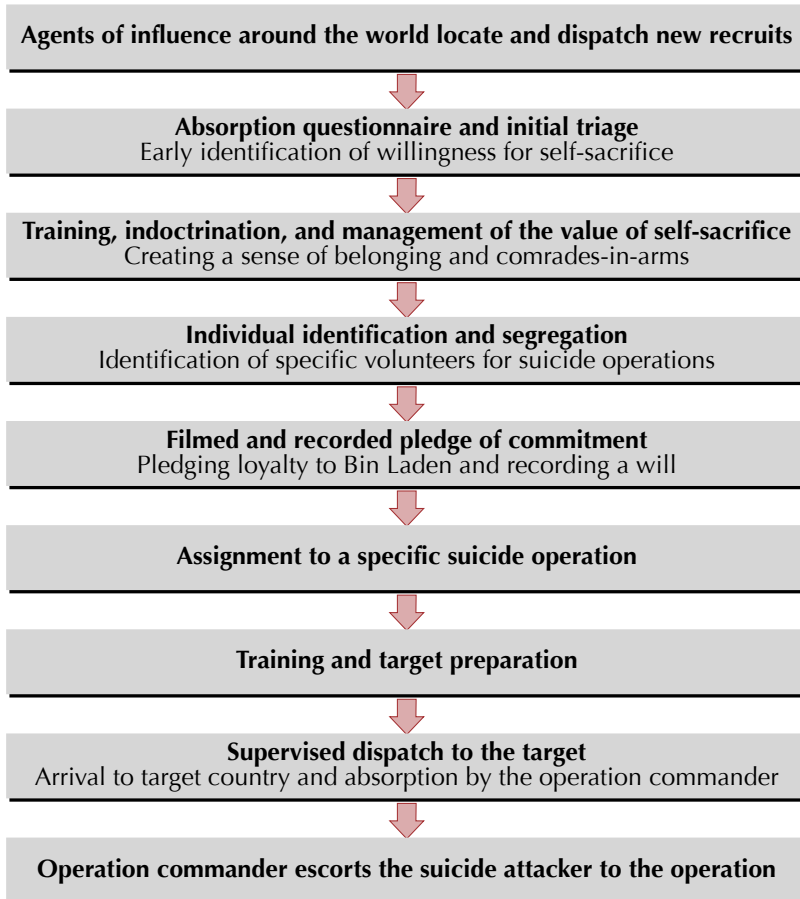 Agents of influence around the world locate and dispatch new recruits
Absorption questionnaire and initial triage
Early identification of willingness for self-sacrifice
Training, indoctrination, and management of the value of self-sacrifice
Creating a sense of belonging and comrades-in-arms
Individual identification and segregation
Identification of specific volunteers for suicide operations
Filmed and recorded pledge of commitment
Pledging loyalty to Bin Laden and recording a will
Assignment to a specific suicide operation
Training and target preparation
Supervised dispatch to the target
Arrival to target country and absorption by the operation commander
Operation commander escorts the suicide attacker to the operation